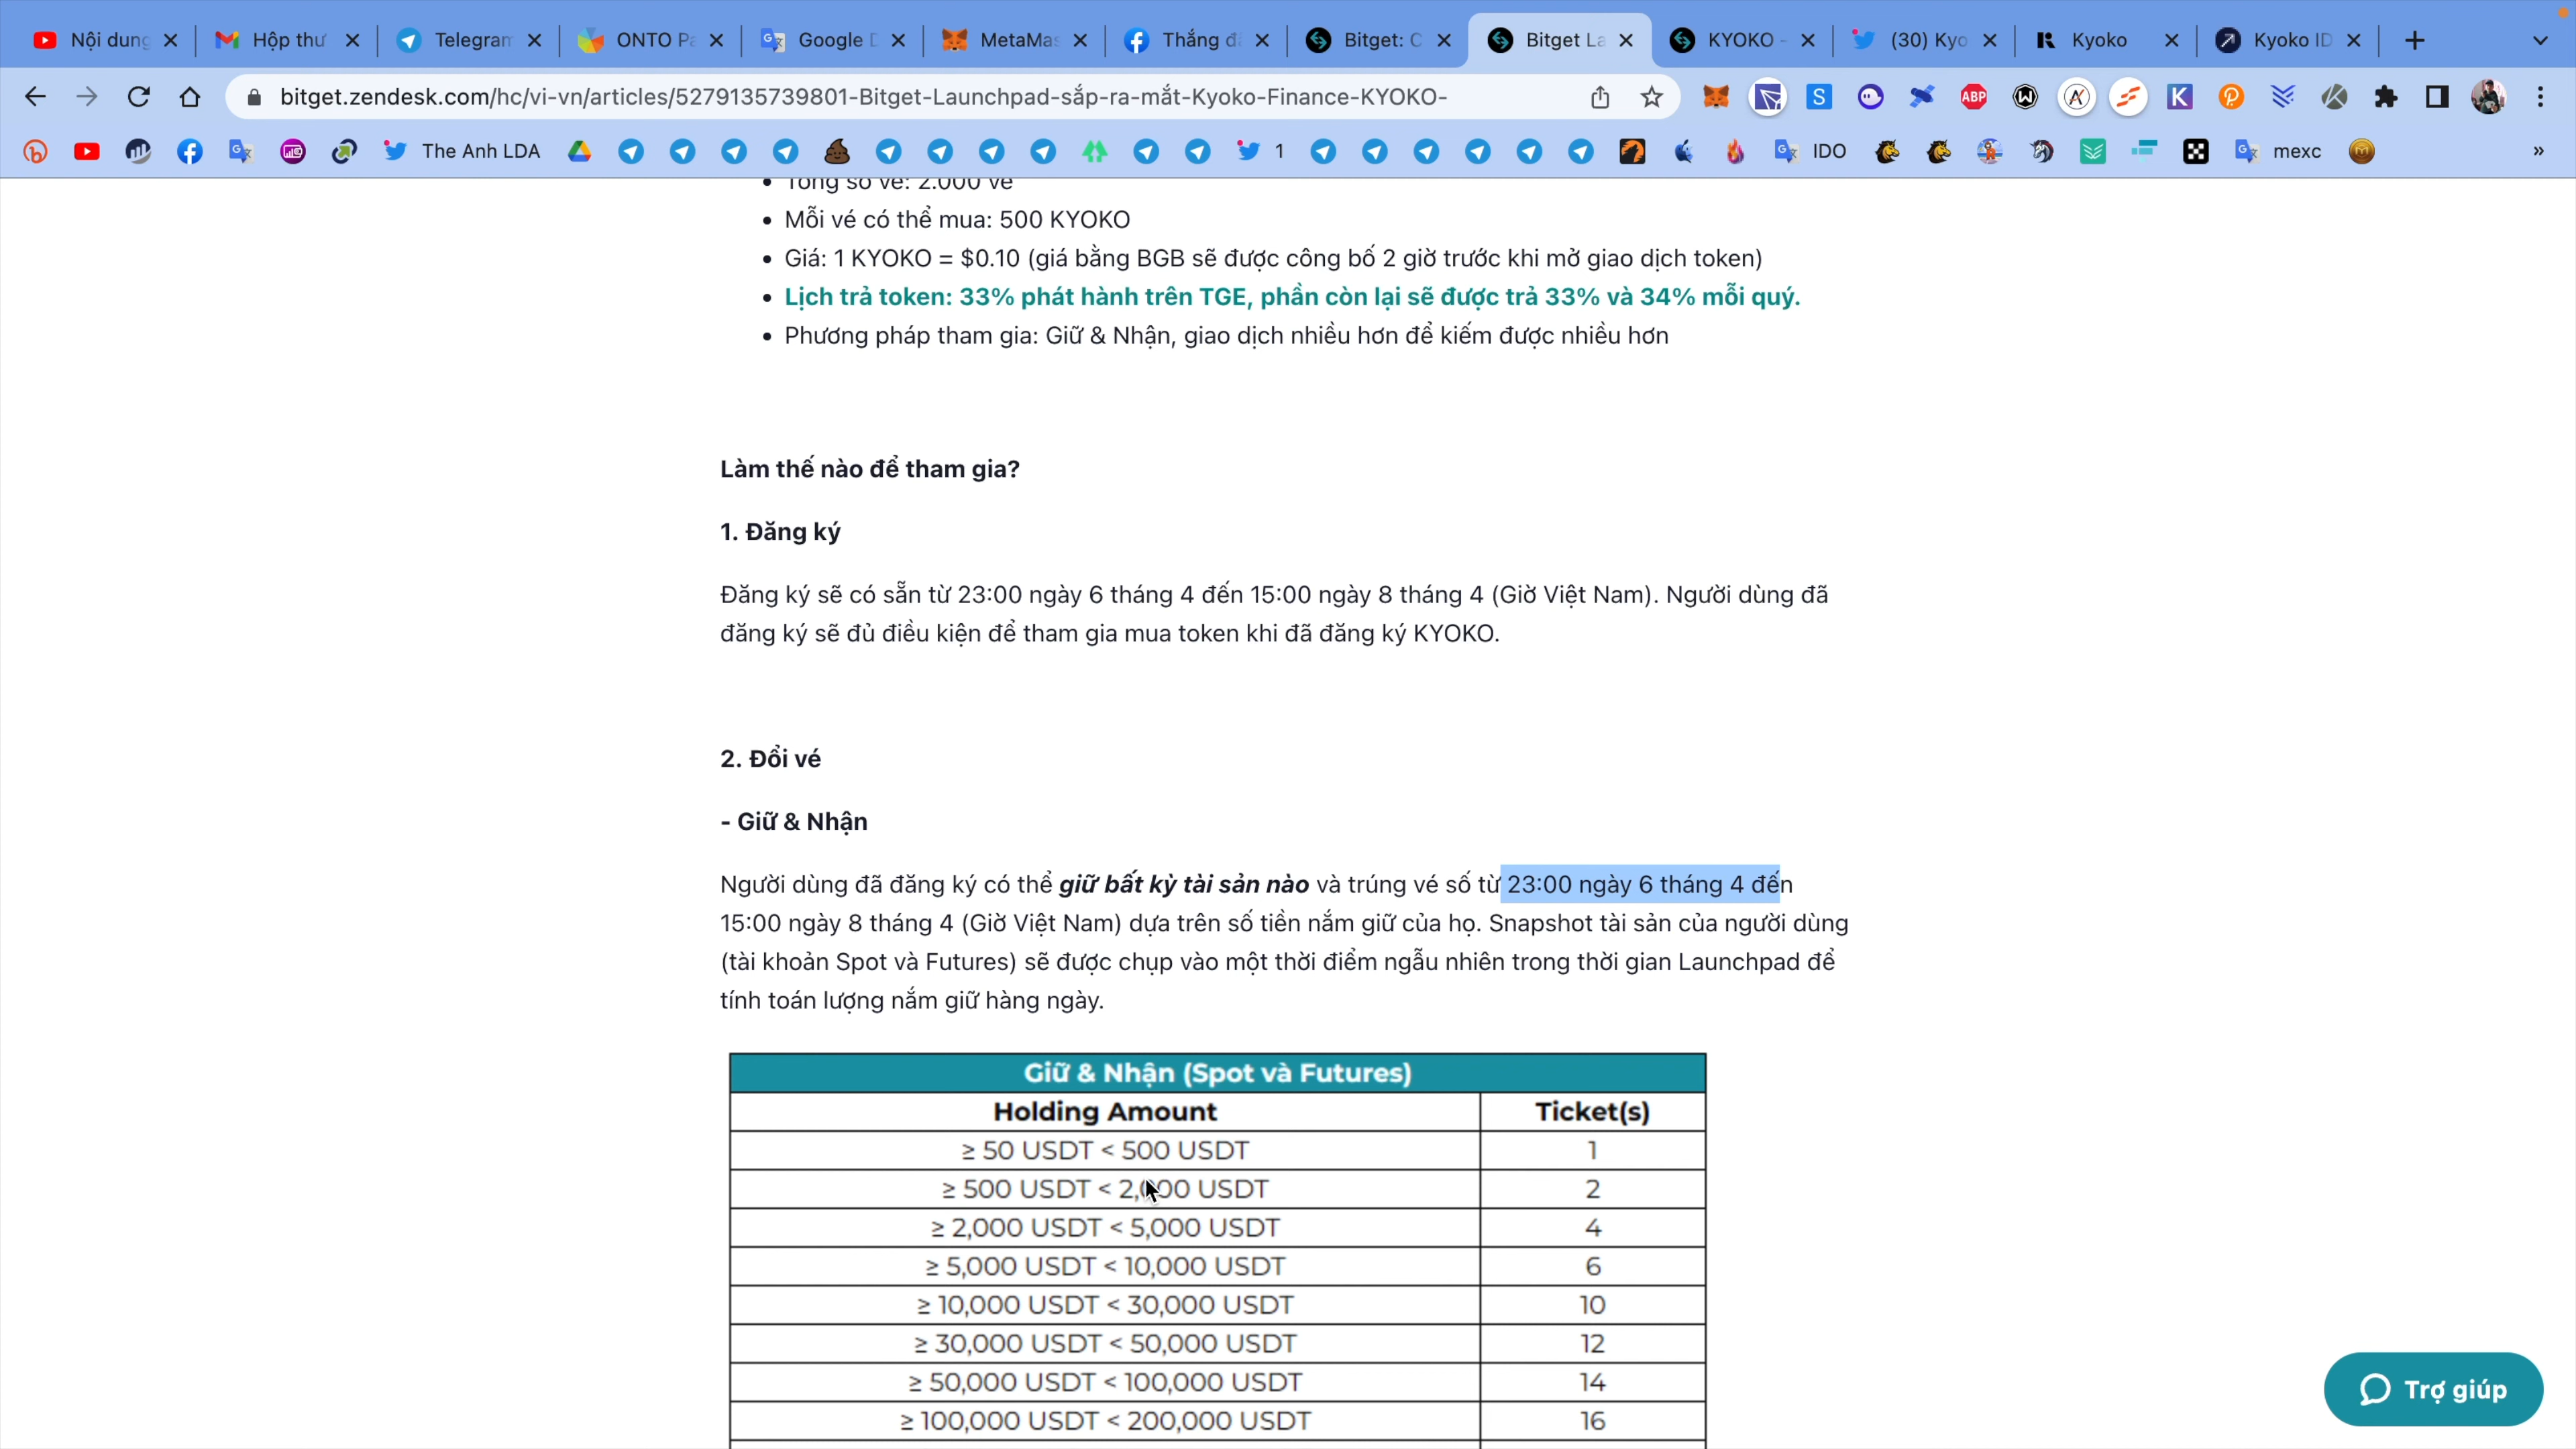 Nội dung
Hộp thư
Telegram
ONTO Pa
Google D
MetaMas
Thắng đ
Bitget: C
Bitget La
KYOKO -
(30) Kyo
Kyoko
Kyoko ID
bitget.zendesk.com/hc/vi-vn/articles/5279135739801-Bitget-Launchpad-sắp-ra-mắt-Kyoko-Finance-KYOKO-
ABP
The Anh LDA
1
IDO
mexc
Tổng số vé: 2.000 vé
Mỗi vé có thể mua: 500 KYOKO
Giá: 1 KYOKO = $0.10 (giá bằng BGB sẽ được công bố 2 giờ trước khi mở giao dịch token)
Lịch trả token: 33% phát hành trên TGE, phần còn lại sẽ được trả 33% và 34% mỗi quý.
Phương pháp tham gia: Giữ & Nhận, giao dịch nhiều hơn để kiếm được nhiều hơn
Làm thế nào để tham gia?
1. Đăng ký
Đăng ký sẽ có sẵn từ 23:00 ngày 6 tháng 4 đến 15:00 ngày 8 tháng 4 (Giờ Việt Nam). Người dùng đã
đăng ký sẽ đủ điều kiện để tham gia mua token khi đã đăng ký KYOKO.
2. Đổi vé
- Giữ & Nhận
Người dùng đã đăng ký có thể giữ bất kỳ tài sản nào và trúng vé số từ 23:00 ngày 6 tháng 4 đến
15:00 ngày 8 tháng 4 (Giờ Việt Nam) dựa trên số tiền nắm giữ của họ. Snapshot tài sản của người dùng
(tài khoản Spot và Futures) sẽ được chụp vào một thời điểm ngẫu nhiên trong thời gian Launchpad để
tính toán lượng nắm giữ hàng ngày.
Giữ & Nhận (Spot và Futures)
Holding Amount Ticket(s)
≥ 50 USDT < 500 USDT 1
≥ 500 USDT < 2,000 USDT 2
≥ 2,000 USDT < 5,000 USDT 4
≥ 5,000 USDT < 10,000 USDT 6
≥ 10,000 USDT < 30,000 USDT 10
≥ 30,000 USDT < 50,000 USDT 12
≥ 50,000 USDT < 100,000 USDT 14
≥ 100,000 USDT < 200,000 USDT 16
Trợ giúp